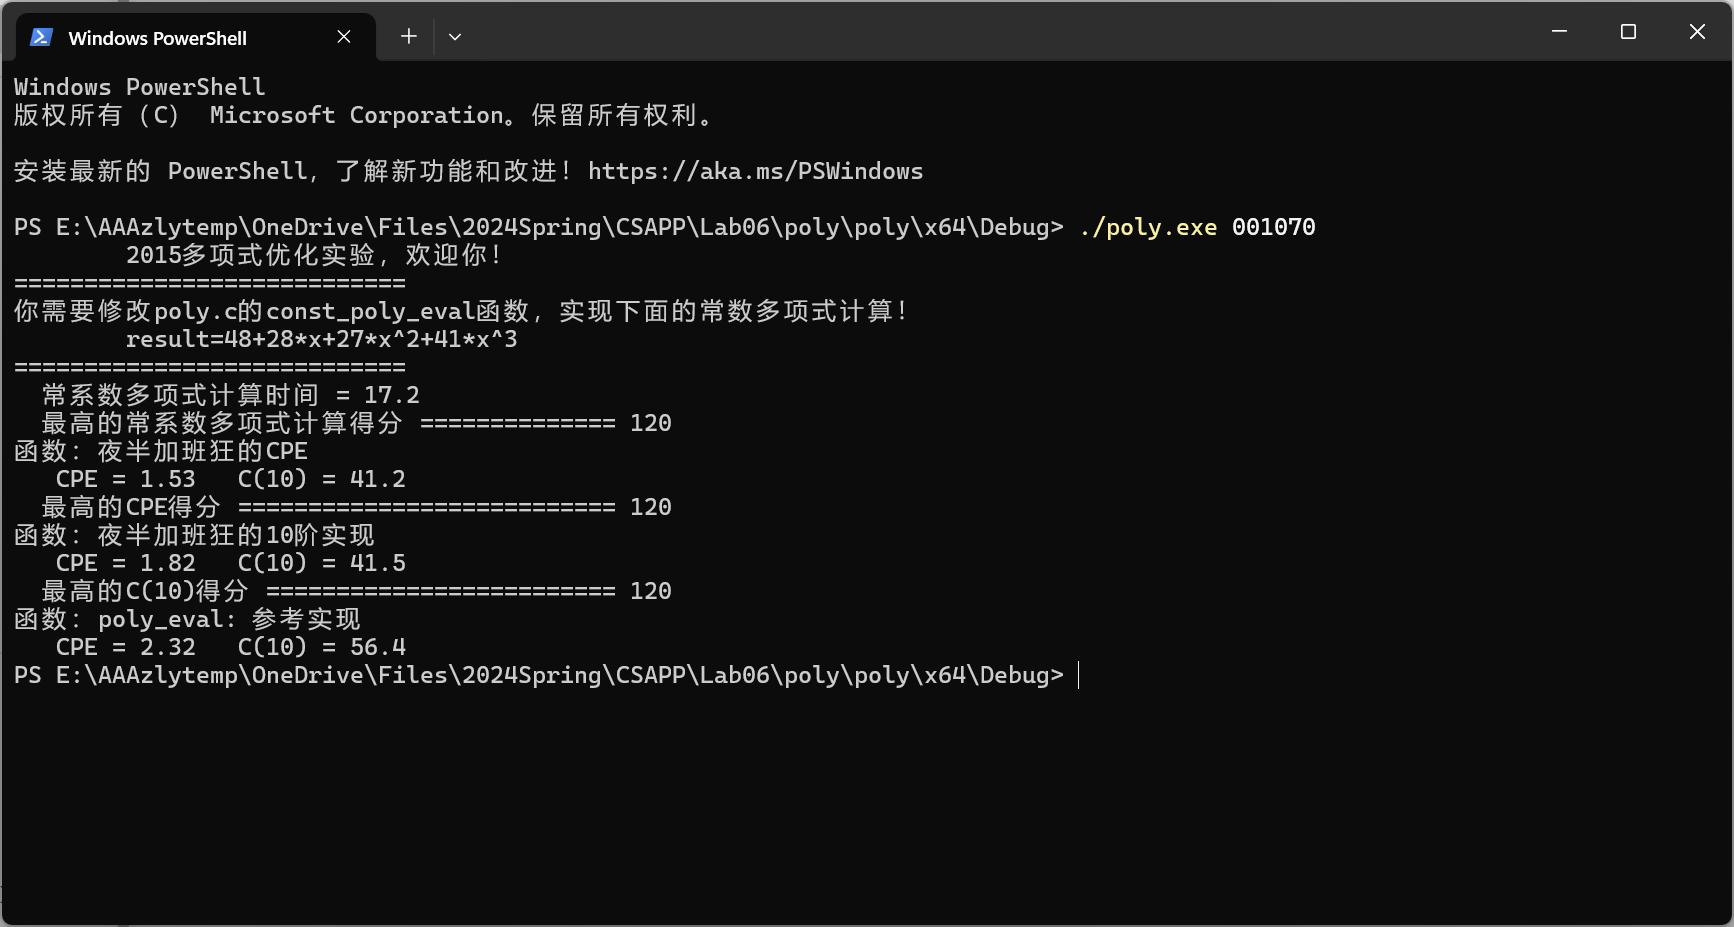 Windows PowerShell
Windows PowerShell
版权所有 (C) Microsoft Corporation。保留所有权利。
安装最新的 PowerShell，了解新功能和改进！https://aka.ms/PSWindows
PS E:\AAAzlytemp\OneDrive\Files\2024Spring\CSAPP\Lab06\poly\poly\x64\Debug> ./poly.exe 001070
2015多项式优化实验，欢迎你！
============================
你需要修改poly.c的const_poly_eval函数，实现下面的常数多项式计算！
result=48+28*x+27*x^2+41*x^3
============================
常系数多项式计算时间 = 17.2
最高的常系数多项式计算得分 ============== 120
函数：夜半加班狂的CPE
CPE = 1.53   C(10) = 41.2
最高的CPE得分 =========================== 120
函数：夜半加班狂的10阶实现
CPE = 1.82   C(10) = 41.5
最高的C(10)得分 ========================= 120
函数：poly_eval: 参考实现
CPE = 2.32   C(10) = 56.4
PS E:\AAAzlytemp\OneDrive\Files\2024Spring\CSAPP\Lab06\poly\poly\x64\Debug>